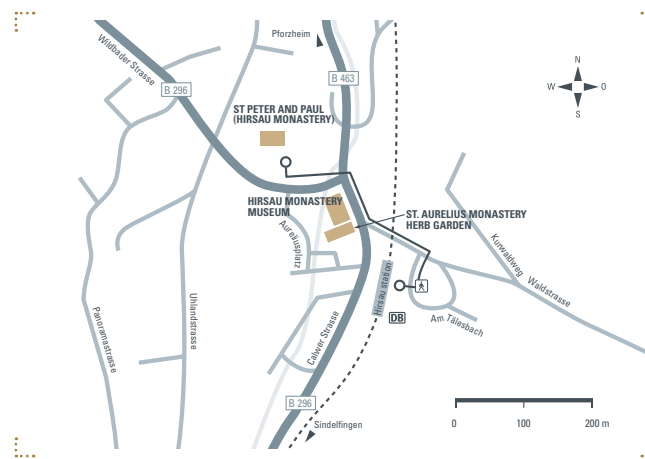 Pforzheim
Wildbader Strasse
B 296
B 463
N
W
O
S
ST PETER AND PAUL
(HIRSAU MONASTERY)
HIRSAU MONASTERY
MUSEUM
ST. AURELIUS MONASTERY
HERB GARDEN
Aureliusplatz
Kunwaldweg
Waldstrasse
Hirsau station
DB
Am Tälesbach
Uhlandstrasse
Panoramastrasse
Calwer Strasse
B 296
Sindelfingen
0
100
200 m